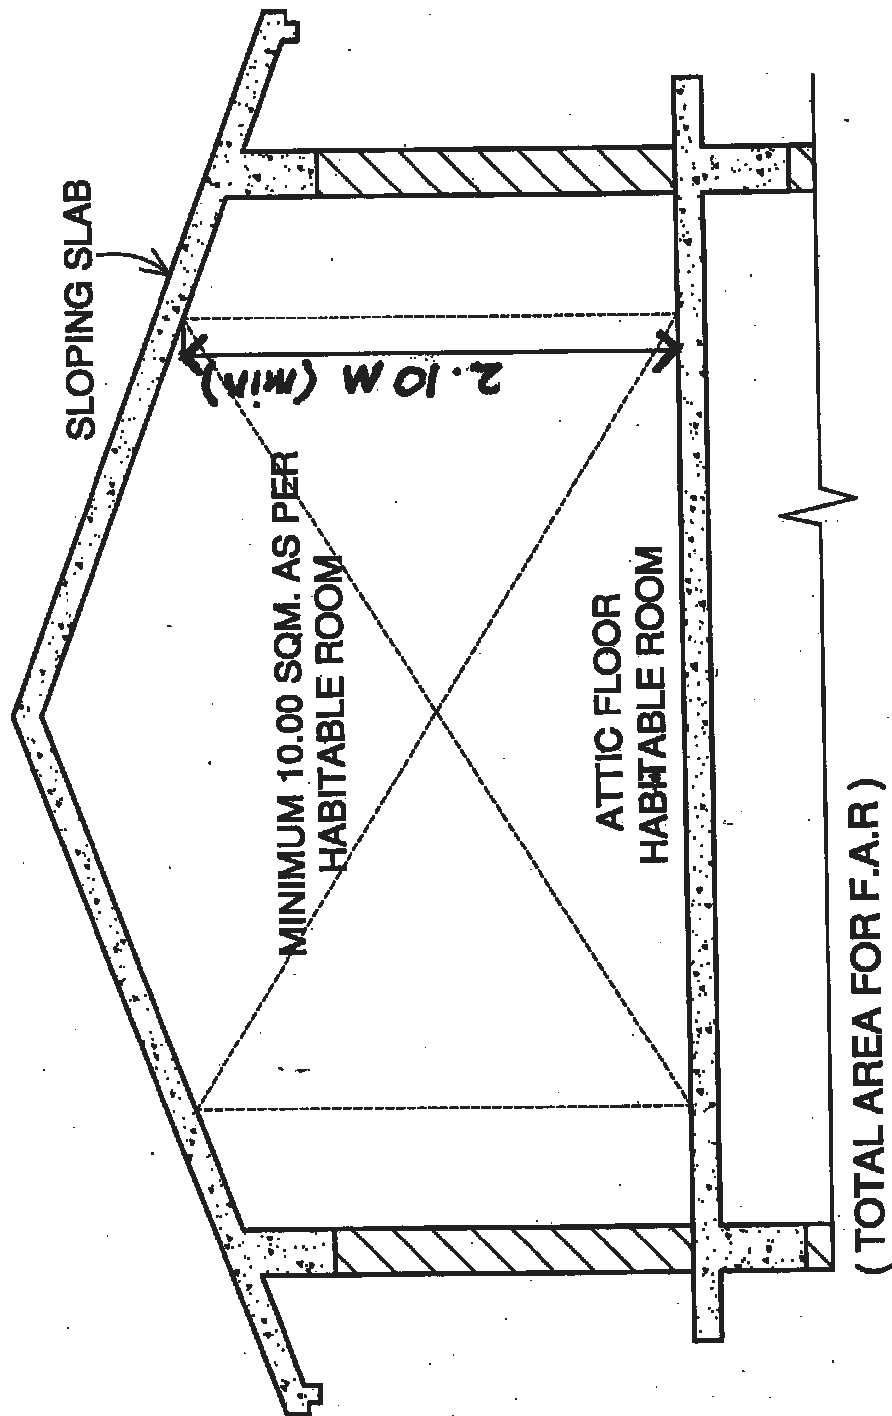 SLOPING SLAB
2.10 M (min)
MINIMUM 10.00 SQM. AS PER
HABITABLE ROOM
ATTIC FLOOR
HABITABLE ROOM
( TOTAL AREA FOR F.A.R )